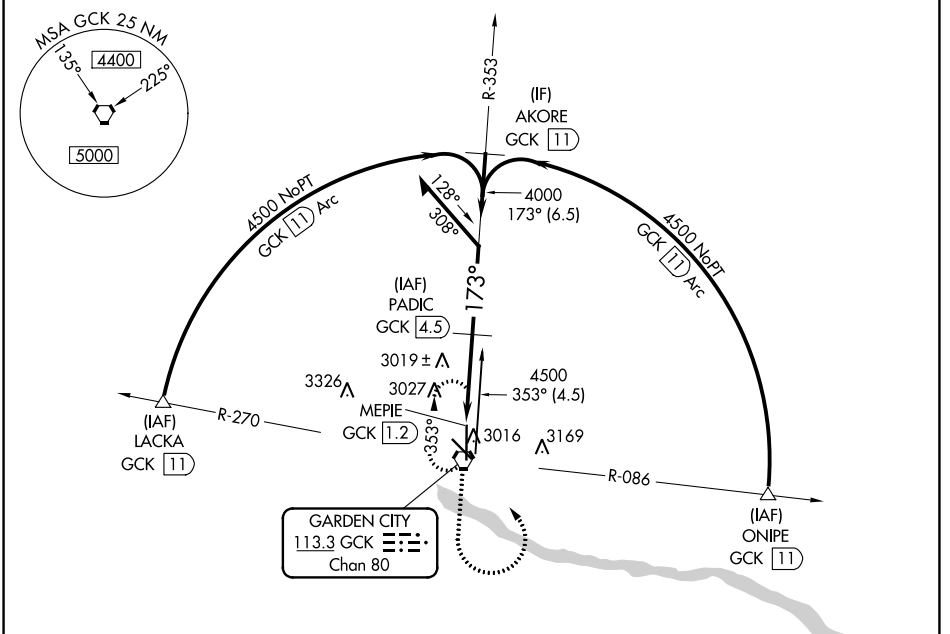 MSA GCK 25 NM
135°
4400
225°
5000
R-353
(IF)
AKORE
GCK 11
4500 NoPT
GCK 11 Arc
128°
308°
4000
173° (6.5)
4500 NoPT
GCK 11 Arc
173°
(IAF)
PADIC
GCK 4.5
3019 ±
3326
3027
4500
353° (4.5)
MEPIE
GCK 1.2
353°
3016
3169
R-270
(IAF)
LACKA
GCK 11
R-086
(IAF)
ONIPE
GCK 11
GARDEN CITY
113.3 GCK
Chan 80